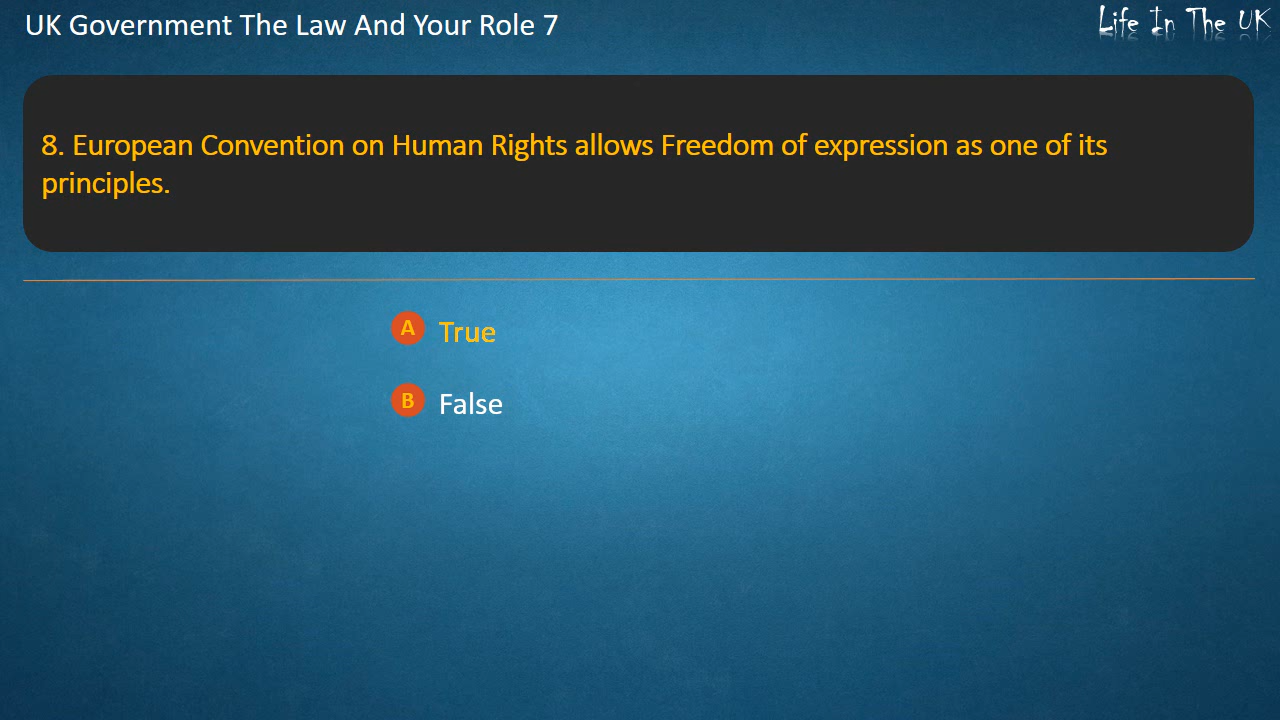 UK Government The Law And Your Role 7
Life In The UK
8. European Convention on Human Rights allows Freedom of expression as one of its
principles.
A True
B False